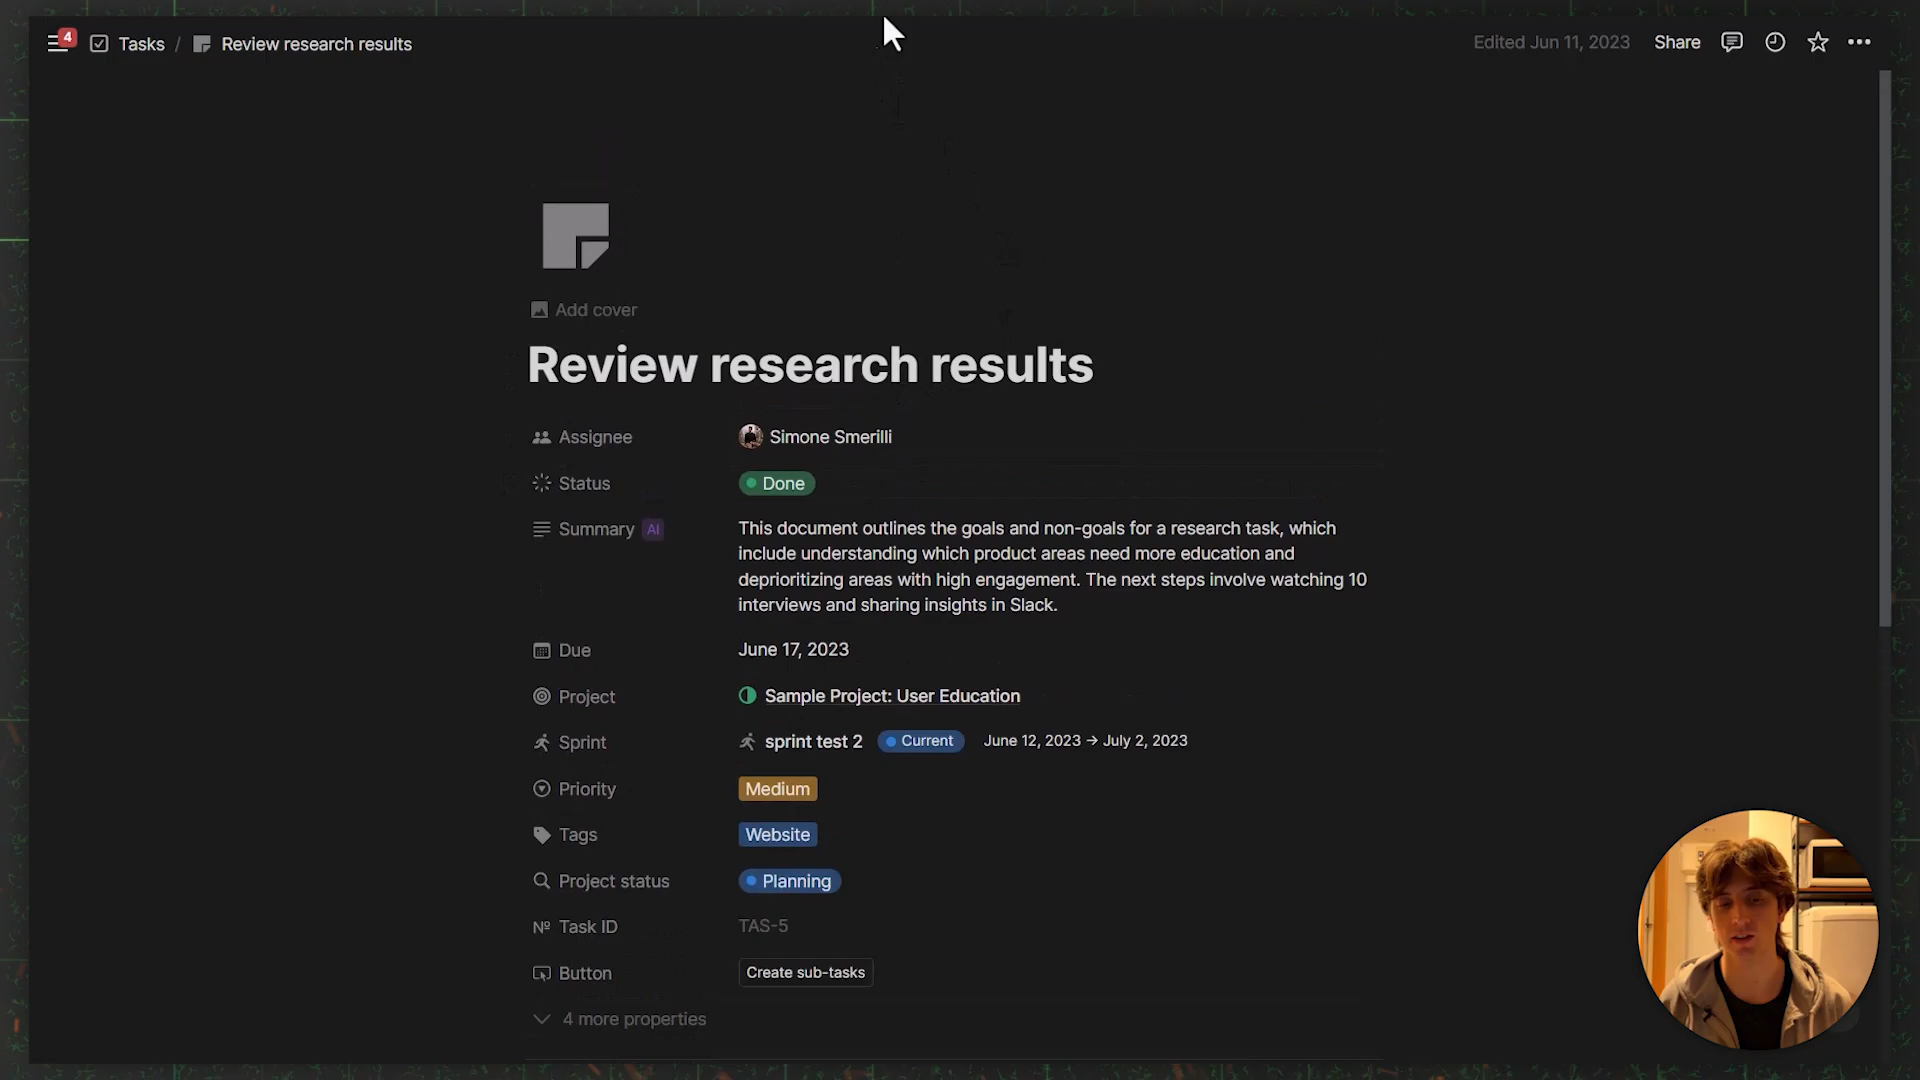 4 Tasks / Review research results Edited Jun 11, 2023 Share
Add cover
Review research results
Assignee Simone Smerilli
Status Done
Summary AI This document outlines the goals and non-goals for a research task, which
include understanding which product areas need more education and
deprioritizing areas with high engagement. The next steps involve watching 10
interviews and sharing insights in Slack.
Due June 17, 2023
Project Sample Project: User Education
Sprint sprint test 2 Current June 12, 2023 → July 2, 2023
Priority Medium
Tags Website
Project status Planning
Nº Task ID TAS-5
Button Create sub-tasks
4 more properties